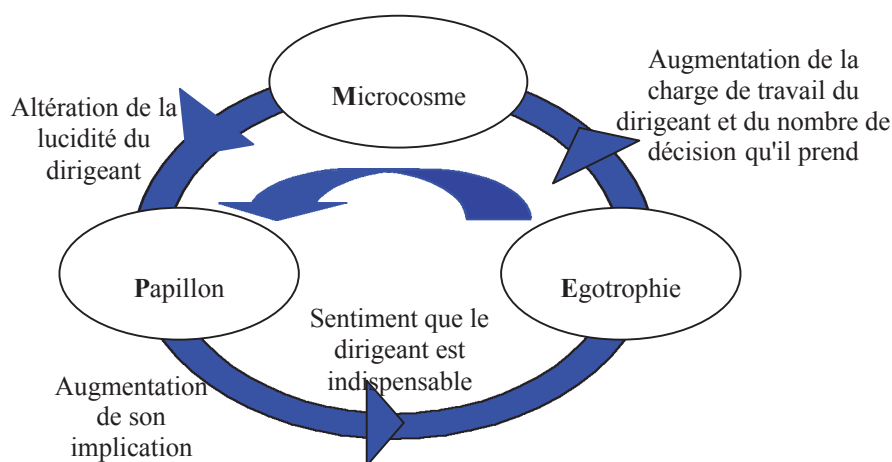 Microcosme
Augmentation de la
charge de travail du
dirigeant et du nombre de
décision qu'il prend
Altération de la
lucidité du
dirigeant
Papillon
Egotrophie
Sentiment que le
dirigeant est
indispensable
Augmentation
de son
implication